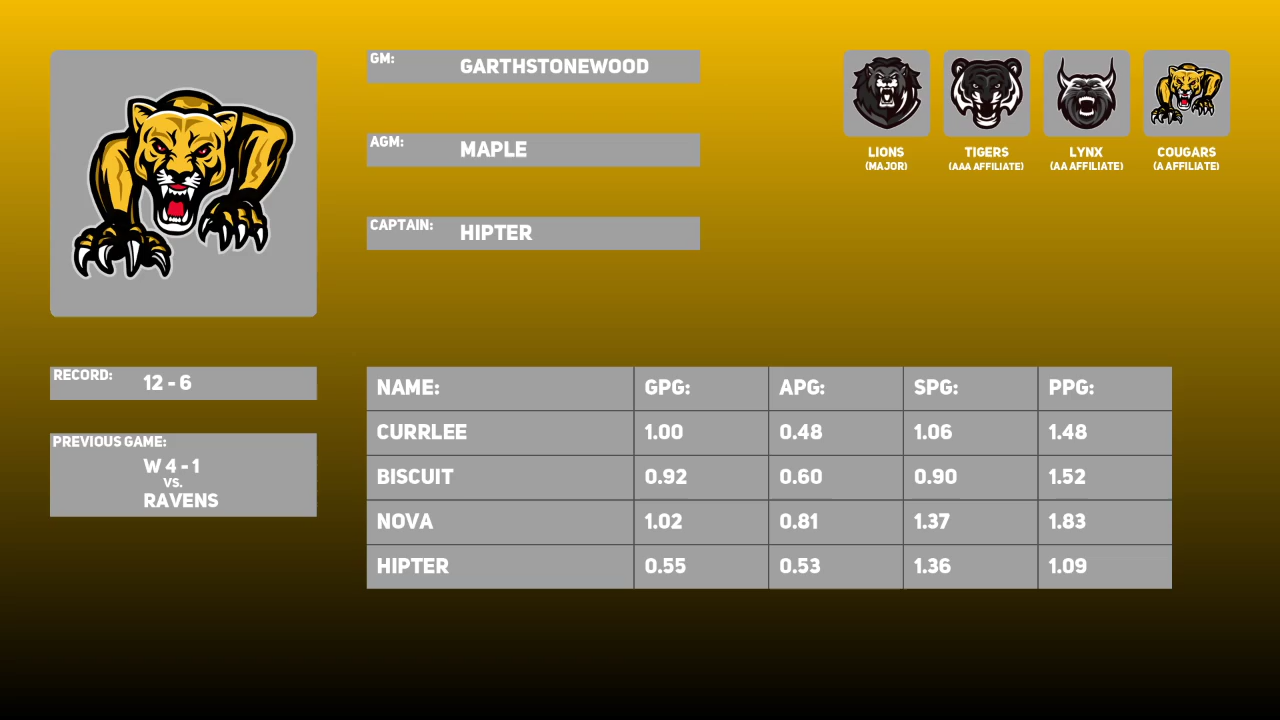 GM: GARTHSTONEWOOD
AGM: MAPLE
CAPTAIN: HIPTER
LIONS TIGERS LYNX COUGARS
(MAJOR) (AAA AFFILIATE) (AA AFFILIATE) (A AFFILIATE)
RECORD: 12 - 6
PREVIOUS GAME:
W 4 - 1
VS.
RAVENS
NAME: GPG: APG: SPG: PPG:
CURRLEE 1.00 0.48 1.06 1.48
BISCUIT 0.92 0.60 0.90 1.52
NOVA 1.02 0.81 1.37 1.83
HIPTER 0.55 0.53 1.36 1.09